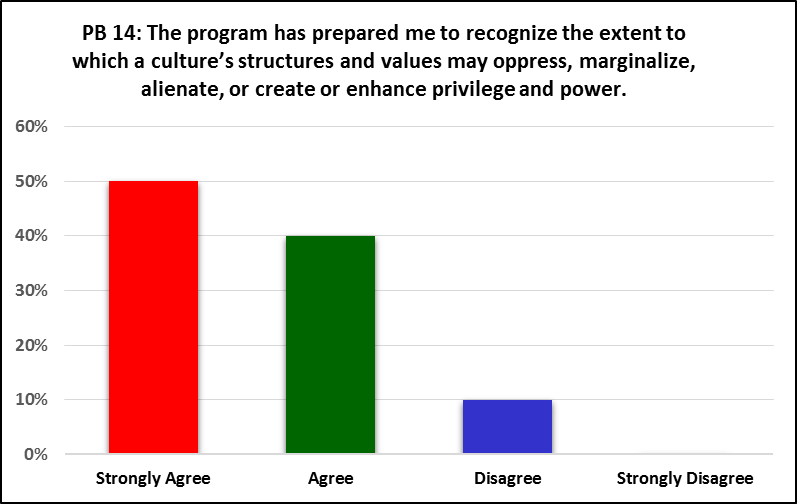 PB 14: The program has prepared me to recognize the extent to
which a culture’s structures and values may oppress, marginalize,
alienate, or create or enhance privilege and power.
60%
50%
40%
30%
20%
10%
0%
Strongly Agree
Agree
Disagree
Strongly Disagree